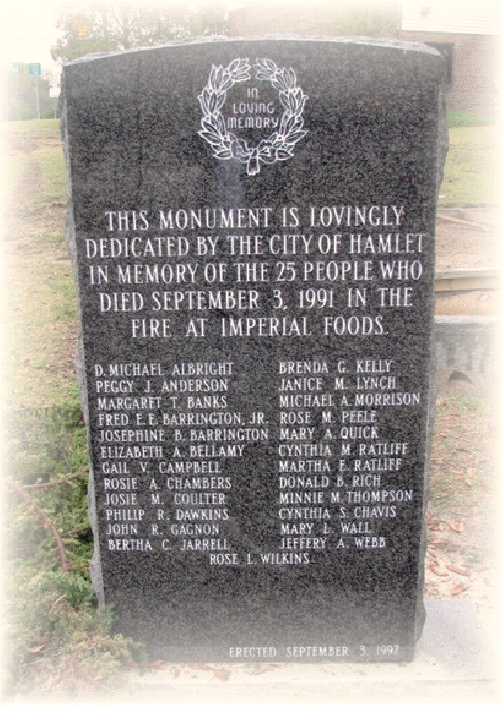 IN
LOVING
MEMORY
THIS MONUMENT IS LOVINGLY
DEDICATED BY THE CITY OF HAMLET
IN MEMORY OF THE 25 PEOPLE WHO
DIED SEPTEMBER 3, 1991 IN THE
FIRE AT IMPERIAL FOODS.
D. MICHAEL ALBRIGHT
PEGGY J. ANDERSON
MARGARET T. BANKS
FRED E.E. BARRINGTON, JR.
JOSEPHINE B. BARRINGTON
ELIZABETH A. BELLAMY
GAIL V. CAMPBELL
ROSIE A. CHAMBERS
JOSIE M. COULTER
PHILIP R. DAWKINS
JOHN R. GAGNON
BERTHA C. JARRELL
BRENDA G. KELLY
JANICE M. LYNCH
MICHAEL A. MORRISON
ROSE M. PEELE
MARY A. QUICK
CYNTHIA M. RATLIFF
MARTHA E. RATLIFF
DONALD B. RICH
MINNIE M. THOMPSON
CYNTHIA S. CHAVIS
MARY L. WALL
JEFFERY A. WEBB
ROSE L. WILKINS
ERECTED SEPTEMBER 3, 1992